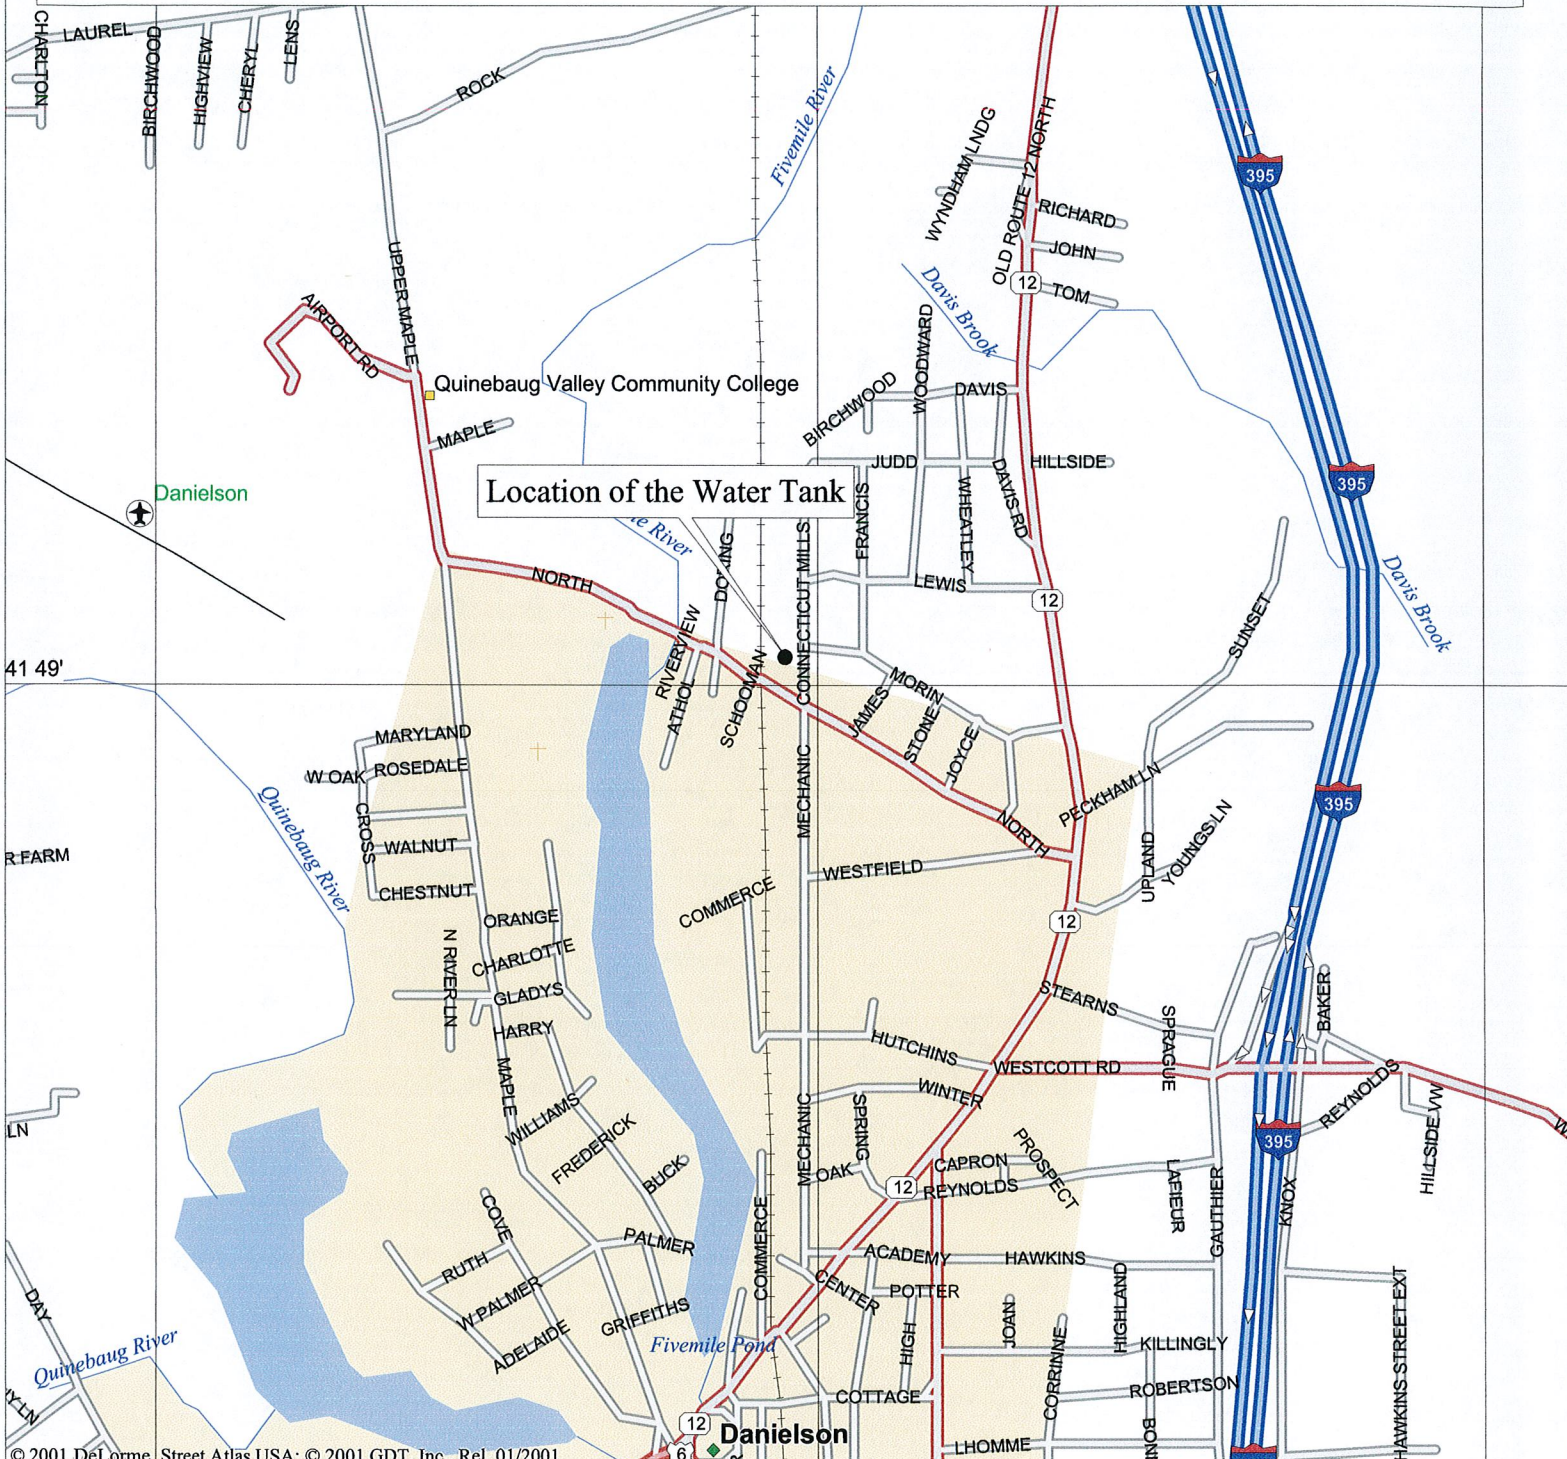 CHARLTON
LAUREL
BIRCHWOOD
HIGHVIEW
CHERYL
LENS
ROCK
Fivemile River
WYNDHAM LNDG
OLD ROUTE 12 NORTH
RICHARD
JOHN
12
TOM
395
UPPER MAPLE
AIRPORT RD
Quinebaug Valley Community College
MAPLE
Davis Brook
WOODWARD
BIRCHWOOD
DAVIS
JUDD
HILLSIDE
DAVIS RD
FRANCIS
WHEATLEY
LEWIS
395
Danielson
Location of the Water Tank
River
CONNECTICUT MILLS
NORTH
12
SUNSET
Davis Brook
41 49'
RIVERVIEW
ATHOL
SCHOOMAN
MORIN
JAMES
STONE
JOYCE
MARYLAND
W OAK
ROSEDALE
CROSS
WALNUT
CHESTNUT
Quinebaug River
R FARM
MECHANIC
NORTH
PECKHAM LN
395
UPLAND
YOUNGS LN
WESTFIELD
COMMERCE
12
ORANGE
CHARLOTTE
N RIVER LN
GLADYS
HARRY
MAPLE
STEARNS
SPRAGUE
BAKER
HUTCHINS
WESTCOTT RD
WINTER
REYNOLDS
HILLSIDE VW
LN
WILLIAMS
FREDERICK
BUCK
MECHANIC
SPRING
OAK
CAPRON
PROSPECT
12
REYNOLDS
LAFIEUR
GAUTHIER
KNOX
395
COVE
PALMER
RUTH
W PALMER
GRIFFITHS
ADELAIDE
COMMERCE
ACADEMY
HAWKINS
CENTER
POTTER
HIGH
JOAN
HIGHLAND
KILLINGLY
CORRINNE
ROBERTSON
HAWKINS STREET EXT
DAY
Quinebaug River
Fivemile Pond
COTTAGE
12
6
Danielson
LHOMME
© 2001 DeLorme. Street Atlas USA; © 2001 GDT, Inc., Rel. 01/2001